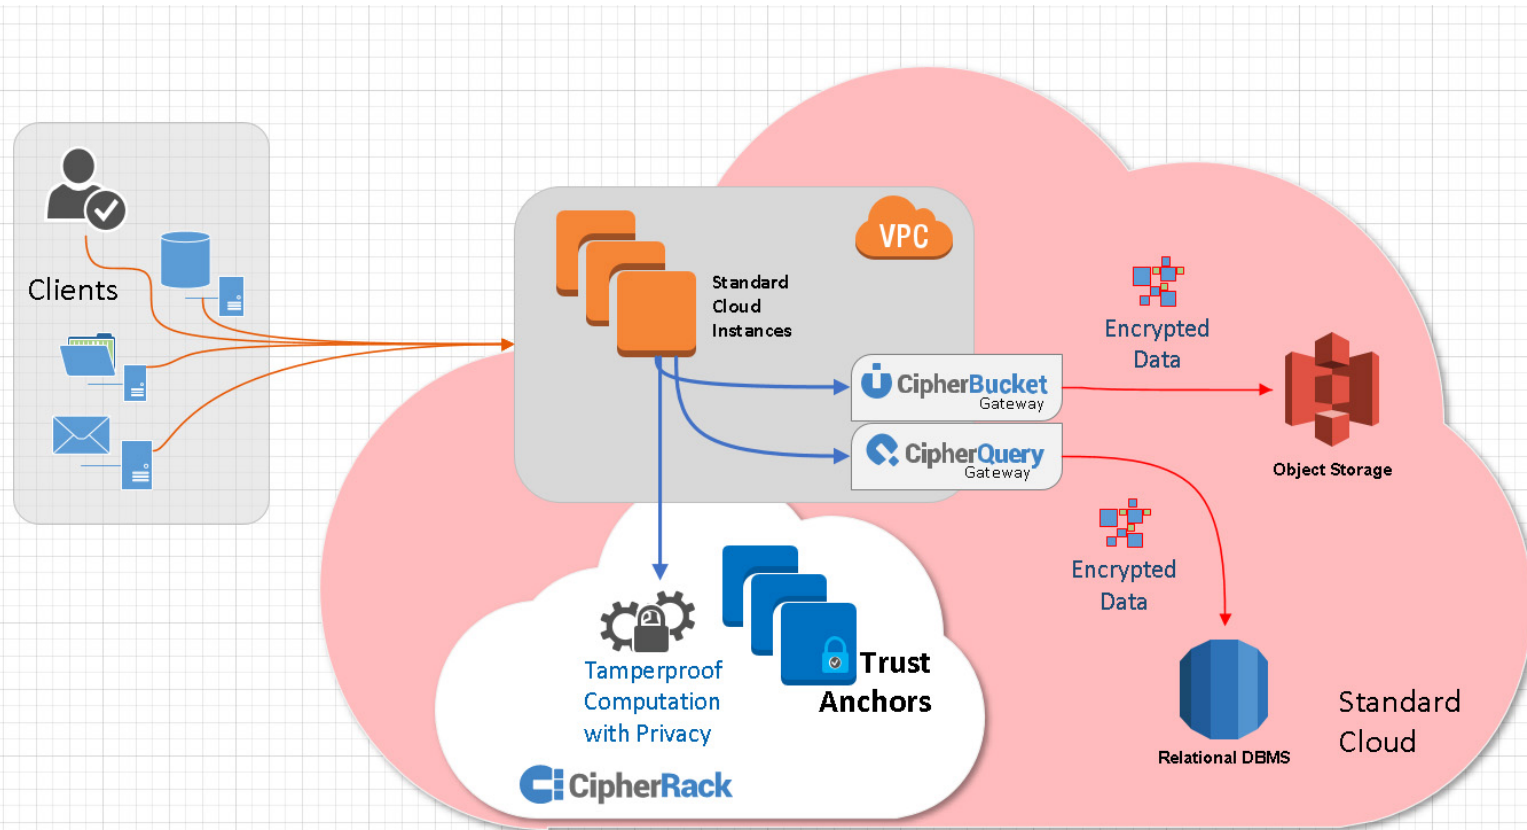 Clients
VPC
Standard
Cloud
Instances
CipherBucket
Gateway
CipherQuery
Gateway
Encrypted
Data
Object Storage
Encrypted
Data
Relational DBMS
Standard
Cloud
Tamperproof
Computation
with Privacy
Trust
Anchors
CipherRack